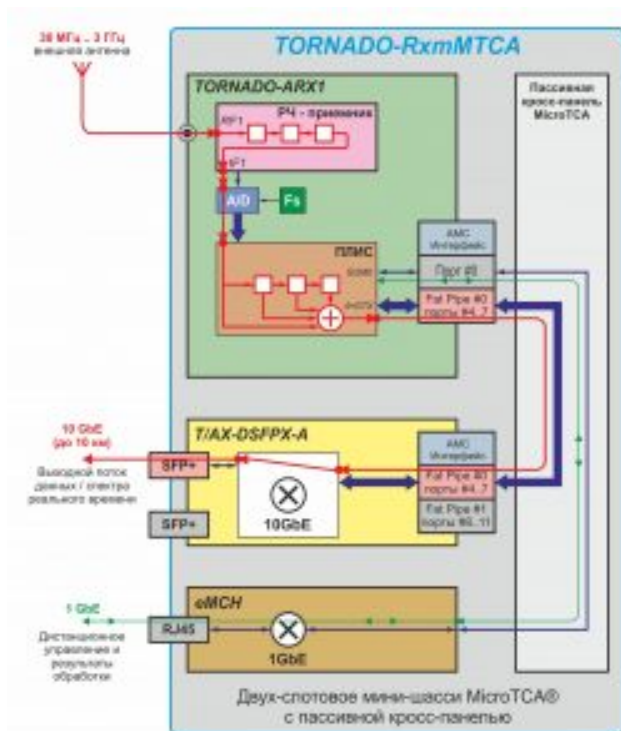 30 МГц .. 3 ГГц
внешняя антенна
TORNADO-RxmMTCA
TORNADO-ARX1
Пассивная
кросс-панель
MicroTCA
РЧ - приемник
RF1
IF1
A/D
Fs
ПЛИС
AMC
Интерфейс
Порт #0
Fat Pipe #0
порты #4..7
10 GbE
(до 10 км)
Выходной поток
данных / спектра
реального времени
T/AX-DSFPX-A
SFP+
SFP+
10GbE
AMC
Интерфейс
Fat Pipe #0
порты #4..7
Fat Pipe #1
порты #8..11
1 GbE
Дистанционное
управление и
результаты
обработки
eMCH
RJ45
1GbE
Двух-слотовое мини-шасси MicroTCA®
с пассивной кросс-панелью